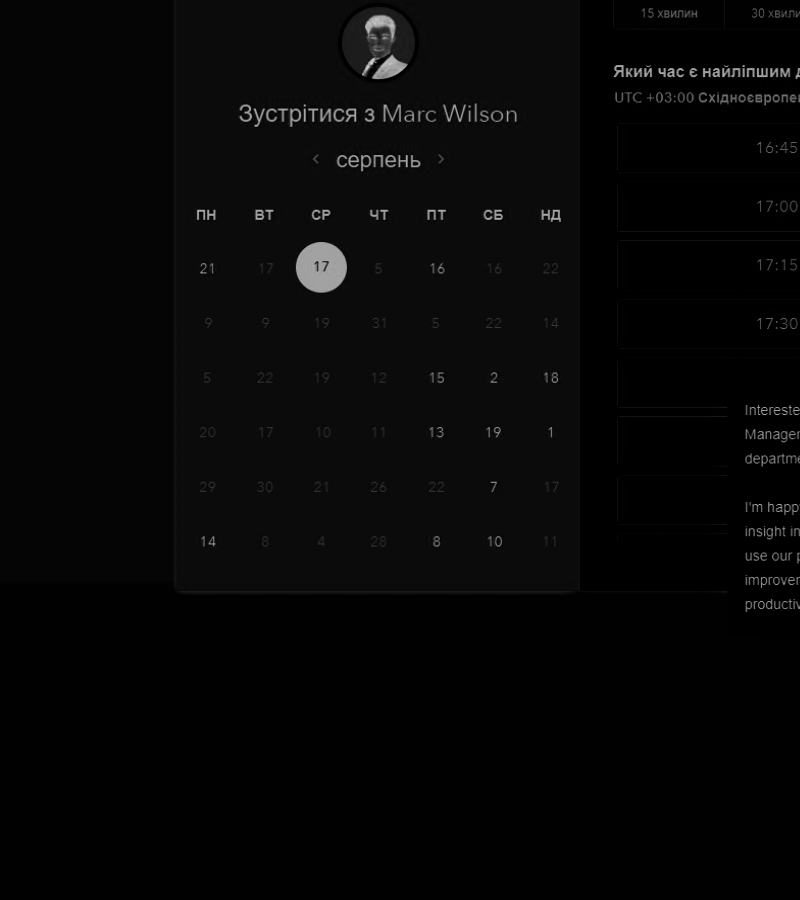 Зустрітися з Marc Wilson
‹ серпень ›
ПН ВТ СР ЧТ ПТ СБ НД
21 17 17 5 16 16 22
9 9 19 31 5 22 14
5 22 19 12 15 2 18
20 17 10 11 13 19 1
29 30 21 26 22 7 17
14 8 4 28 8 10 11
15 хвилин 30 хвили
Який час є найліпшим
UTC +03:00 Східноєвропе
16:45
17:00
17:15
17:30
Intereste
Manager
departme
I'm happ
insight in
use our p
improver
productiv